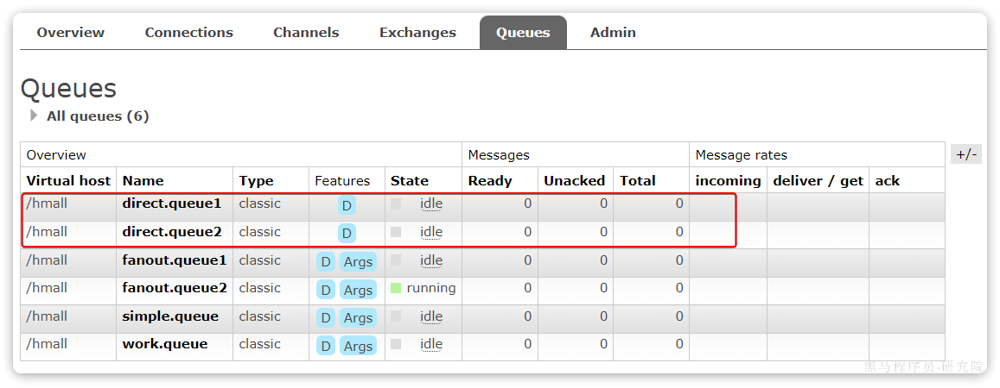 Overview Connections Channels Exchanges Queues Admin
Queues
All queues (6)
Overview Messages Message rates +/-
Virtual host Name Type Features State Ready Unacked Total incoming deliver / get ack
/hmall direct.queue1 classic D idle 0 0 0
/hmall direct.queue2 classic D idle 0 0 0
/hmall fanout.queue1 classic D Args idle 0 0 0
/hmall fanout.queue2 classic D Args running 0 0 0
/hmall simple.queue classic D Args idle 0 0 0
/hmall work.queue classic D Args idle 0 0 0
黑马程序员-研究院